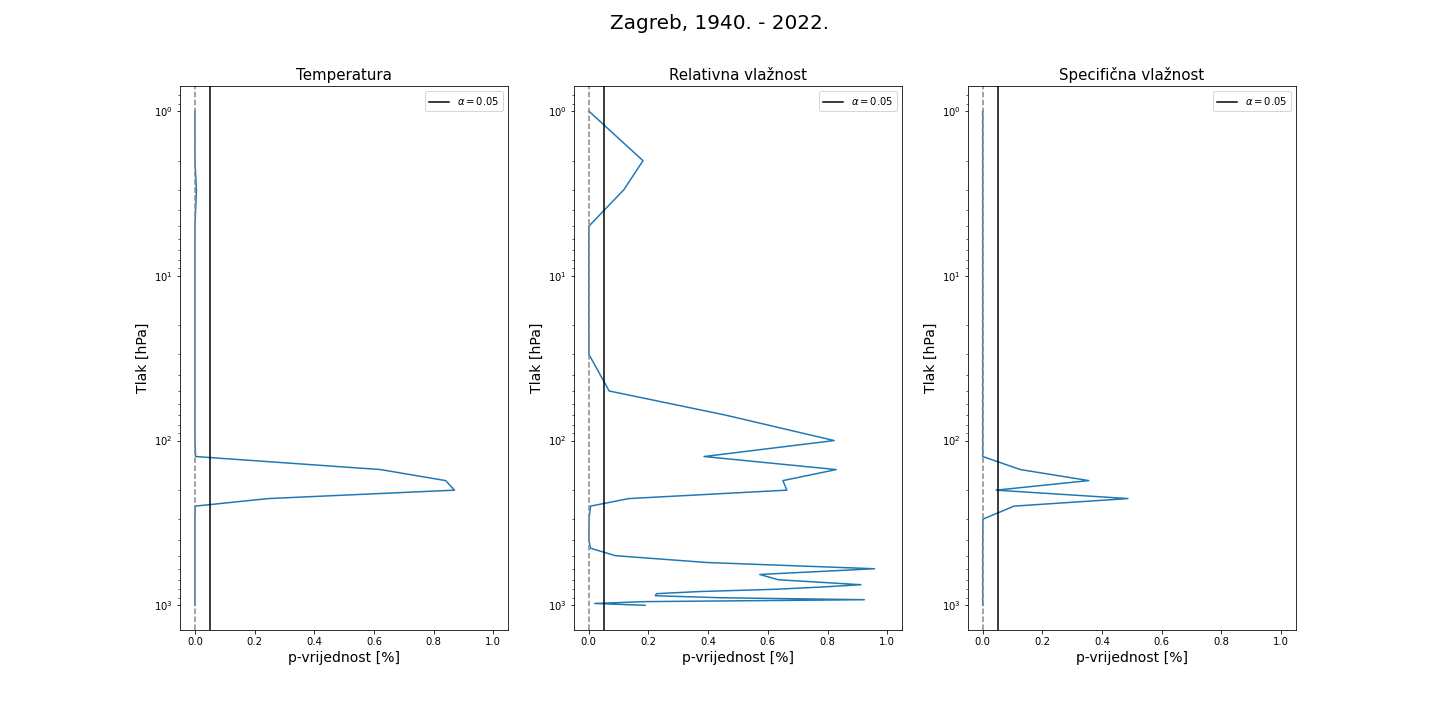 Zagreb, 1940. - 2022.
Temperatura
α = 0.05
10⁰
10¹
10²
10³
Tlak [hPa]
0.0 0.2 0.4 0.6 0.8 1.0
p-vrijednost [%]
Relativna vlažnost
α = 0.05
10⁰
10¹
10²
10³
Tlak [hPa]
0.0 0.2 0.4 0.6 0.8 1.0
p-vrijednost [%]
Specifična vlažnost
α = 0.05
10⁰
10¹
10²
10³
Tlak [hPa]
0.0 0.2 0.4 0.6 0.8 1.0
p-vrijednost [%]